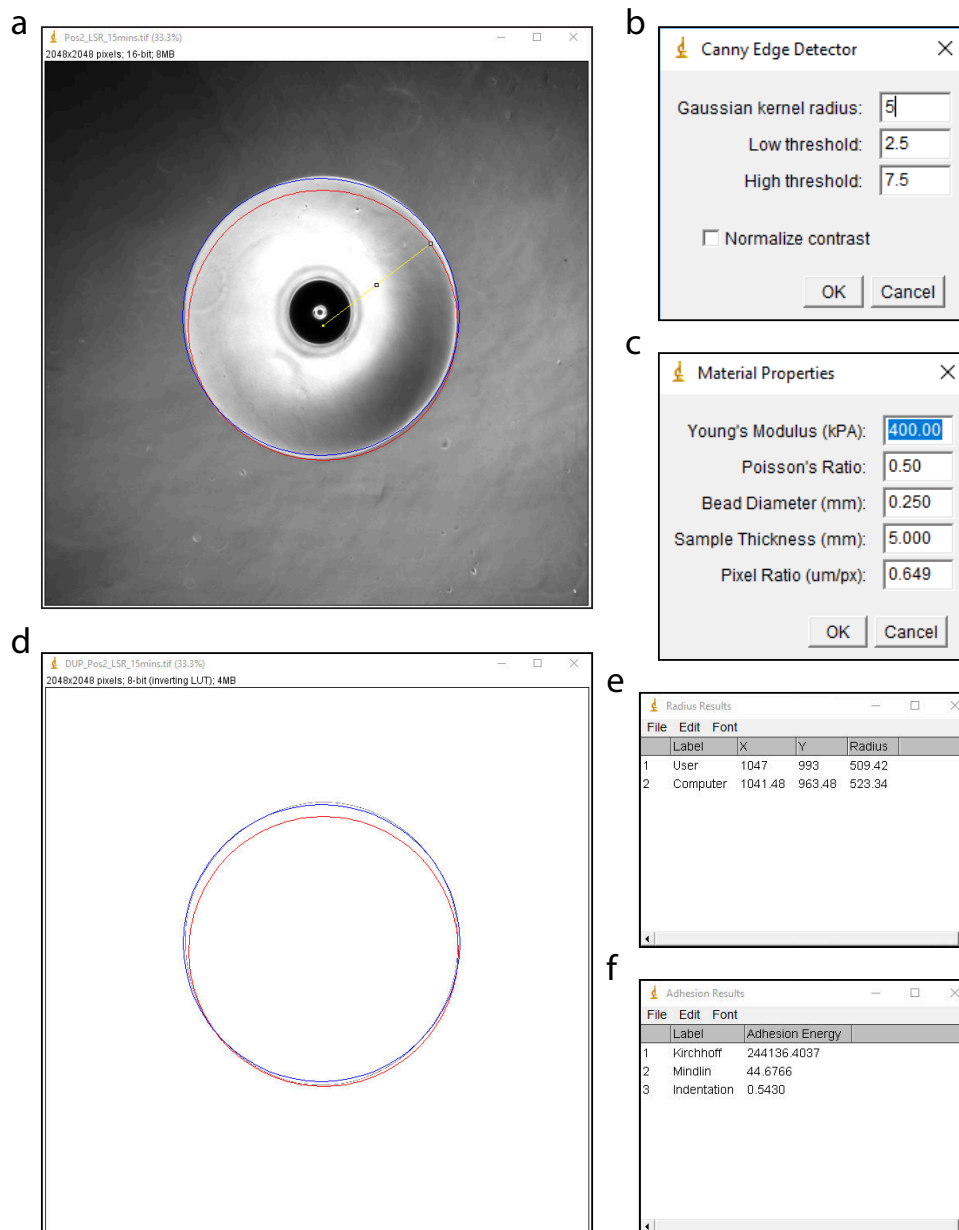 a
Pos2_LSR_15mins.tif (33.3%)
2048x2048 pixels; 16-bit; 8MB
b
Canny Edge Detector
Gaussian kernel radius: 5
Low threshold: 2.5
High threshold: 7.5
Normalize contrast
OK Cancel
c
Material Properties
Young's Modulus (kPA): 400.00
Poisson's Ratio: 0.50
Bead Diameter (mm): 0.250
Sample Thickness (mm): 5.000
Pixel Ratio (um/px): 0.649
OK Cancel
d
DUP_Pos2_LSR_15mins.tif (33.3%)
2048x2048 pixels; 8-bit (inverting LUT); 4MB
e
Radius Results
File Edit Font
Label X Y Radius
1 User 1047 993 509.42
2 Computer 1041.48 963.48 523.34
f
Adhesion Results
File Edit Font
Label Adhesion Energy
1 Kirchhoff 244136.4037
2 Mindlin 44.6766
3 Indentation 0.5430